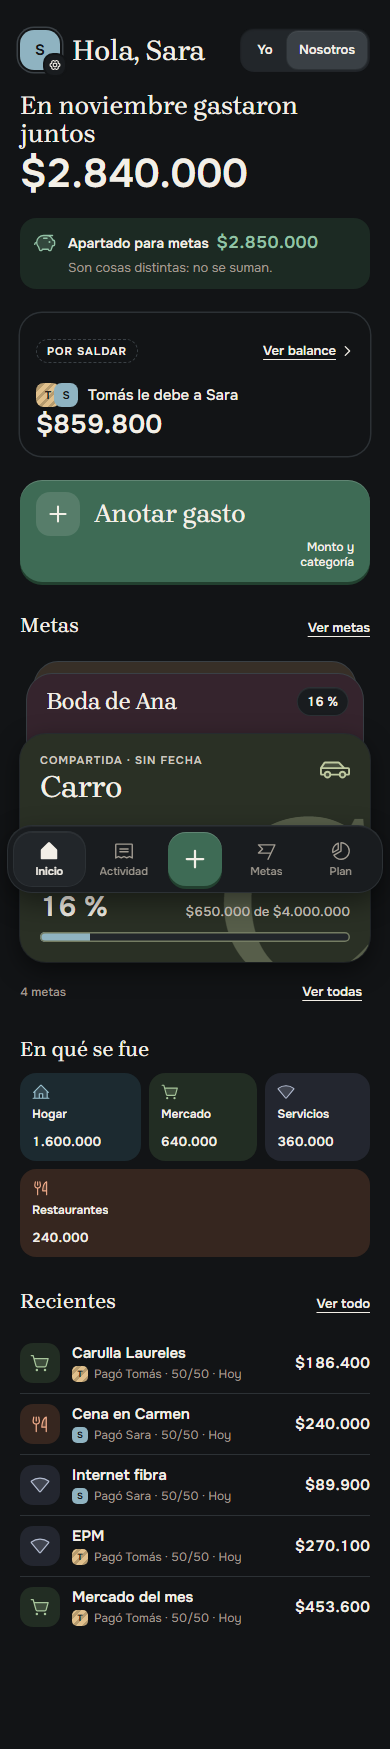 S
Hola, Sara
Yo
Nosotros
En noviembre gastaron
juntos
$2.840.000
Apartado para metas $2.850.000
Son cosas distintas: no se suman.
POR SALDAR
Ver balance
T S Tomás le debe a Sara
$859.800
Anotar gasto
Monto y
categoría
Metas
Ver metas
Boda de Ana
16 %
COMPARTIDA · SIN FECHA
Carro
Inicio
Actividad
Metas
Plan
16 %
$650.000 de $4.000.000
4 metas
Ver todas
En qué se fue
Hogar
1.600.000
Mercado
640.000
Servicios
360.000
Restaurantes
240.000
Recientes
Ver todo
Carulla Laureles
T Pagó Tomás · 50/50 · Hoy
$186.400
Cena en Carmen
S Pagó Sara · 50/50 · Hoy
$240.000
Internet fibra
S Pagó Sara · 50/50 · Hoy
$89.900
EPM
T Pagó Tomás · 50/50 · Hoy
$270.100
Mercado del mes
T Pagó Tomás · 50/50 · Hoy
$453.600